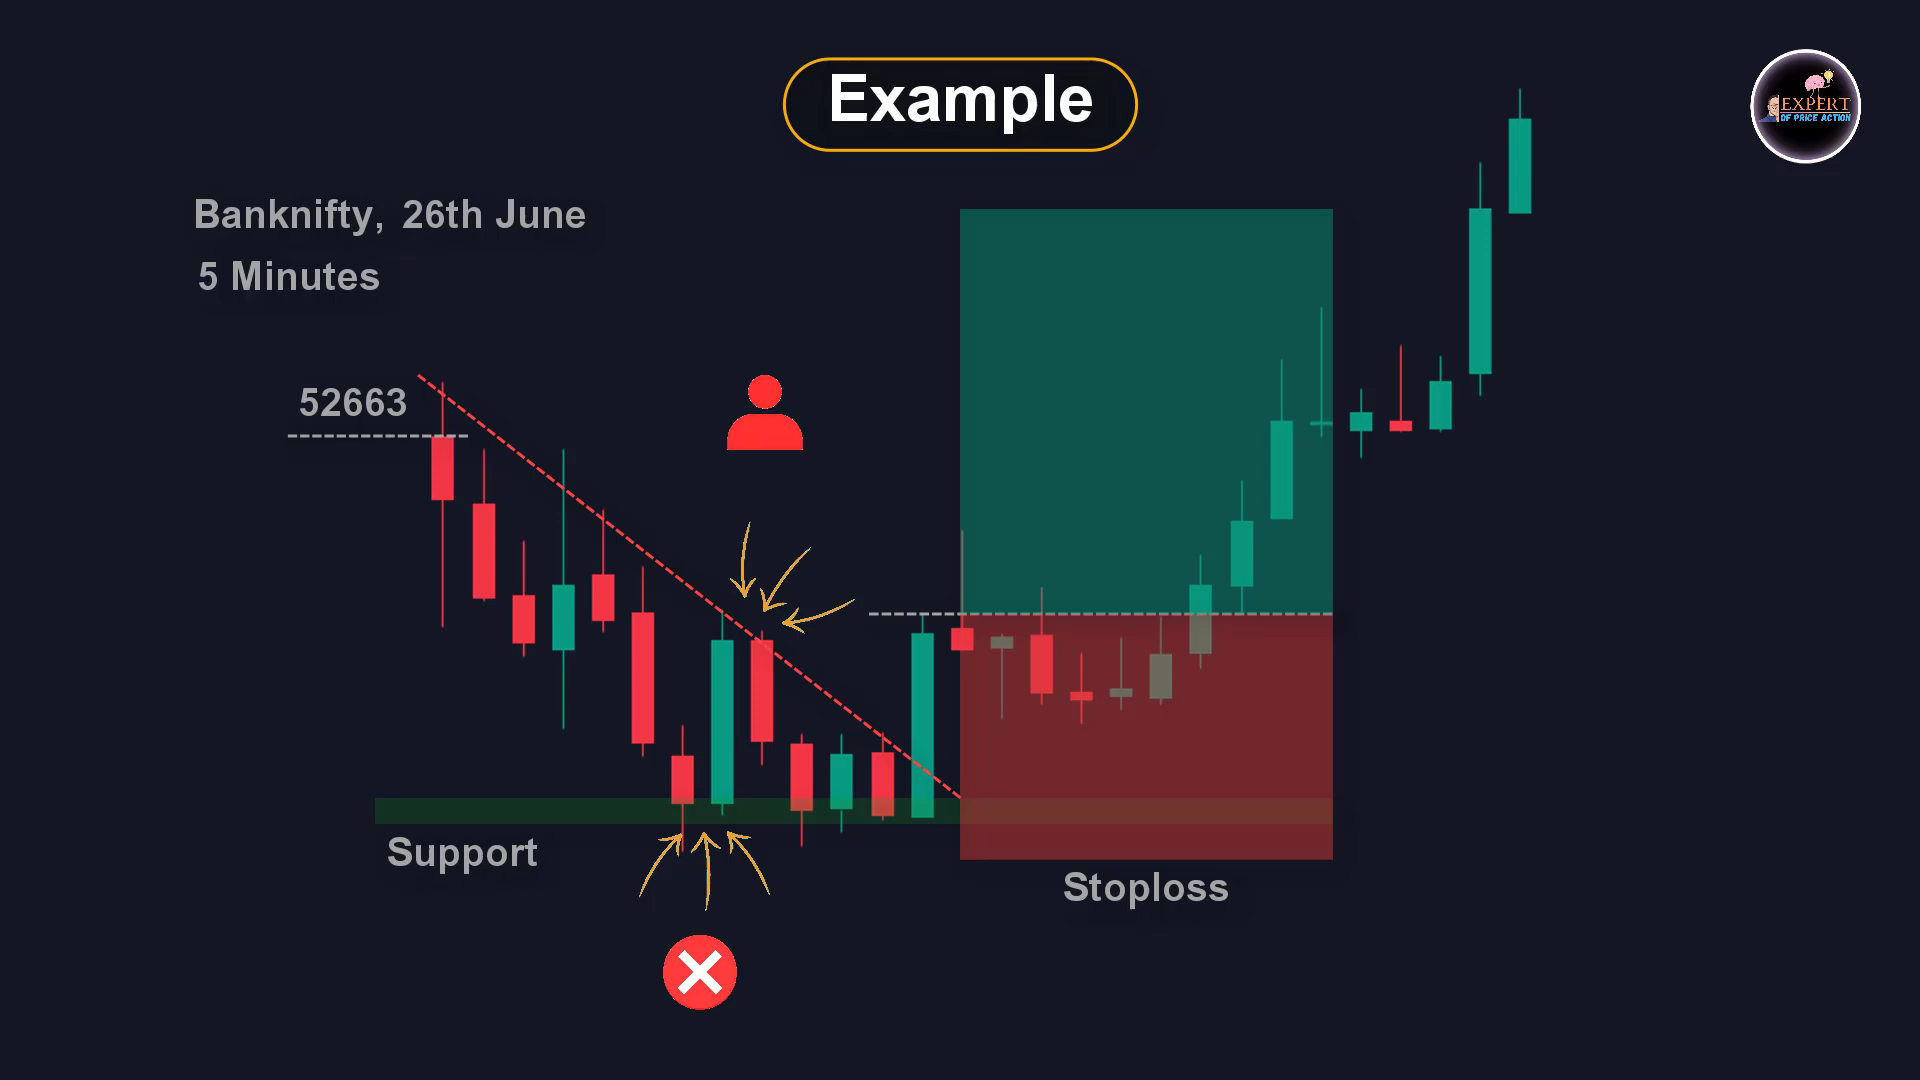 Example
EXPERT
OF PRICE ACTION
Banknifty, 26th June
5 Minutes
52663
Support
Stoploss